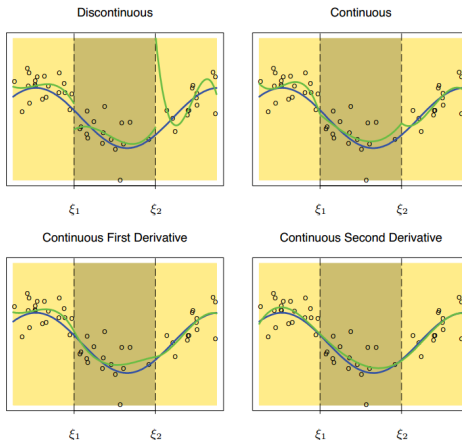 Discontinuous
Continuous
ξ1
ξ2
ξ1
ξ2
Continuous First Derivative
Continuous Second Derivative
ξ1
ξ2
ξ1
ξ2